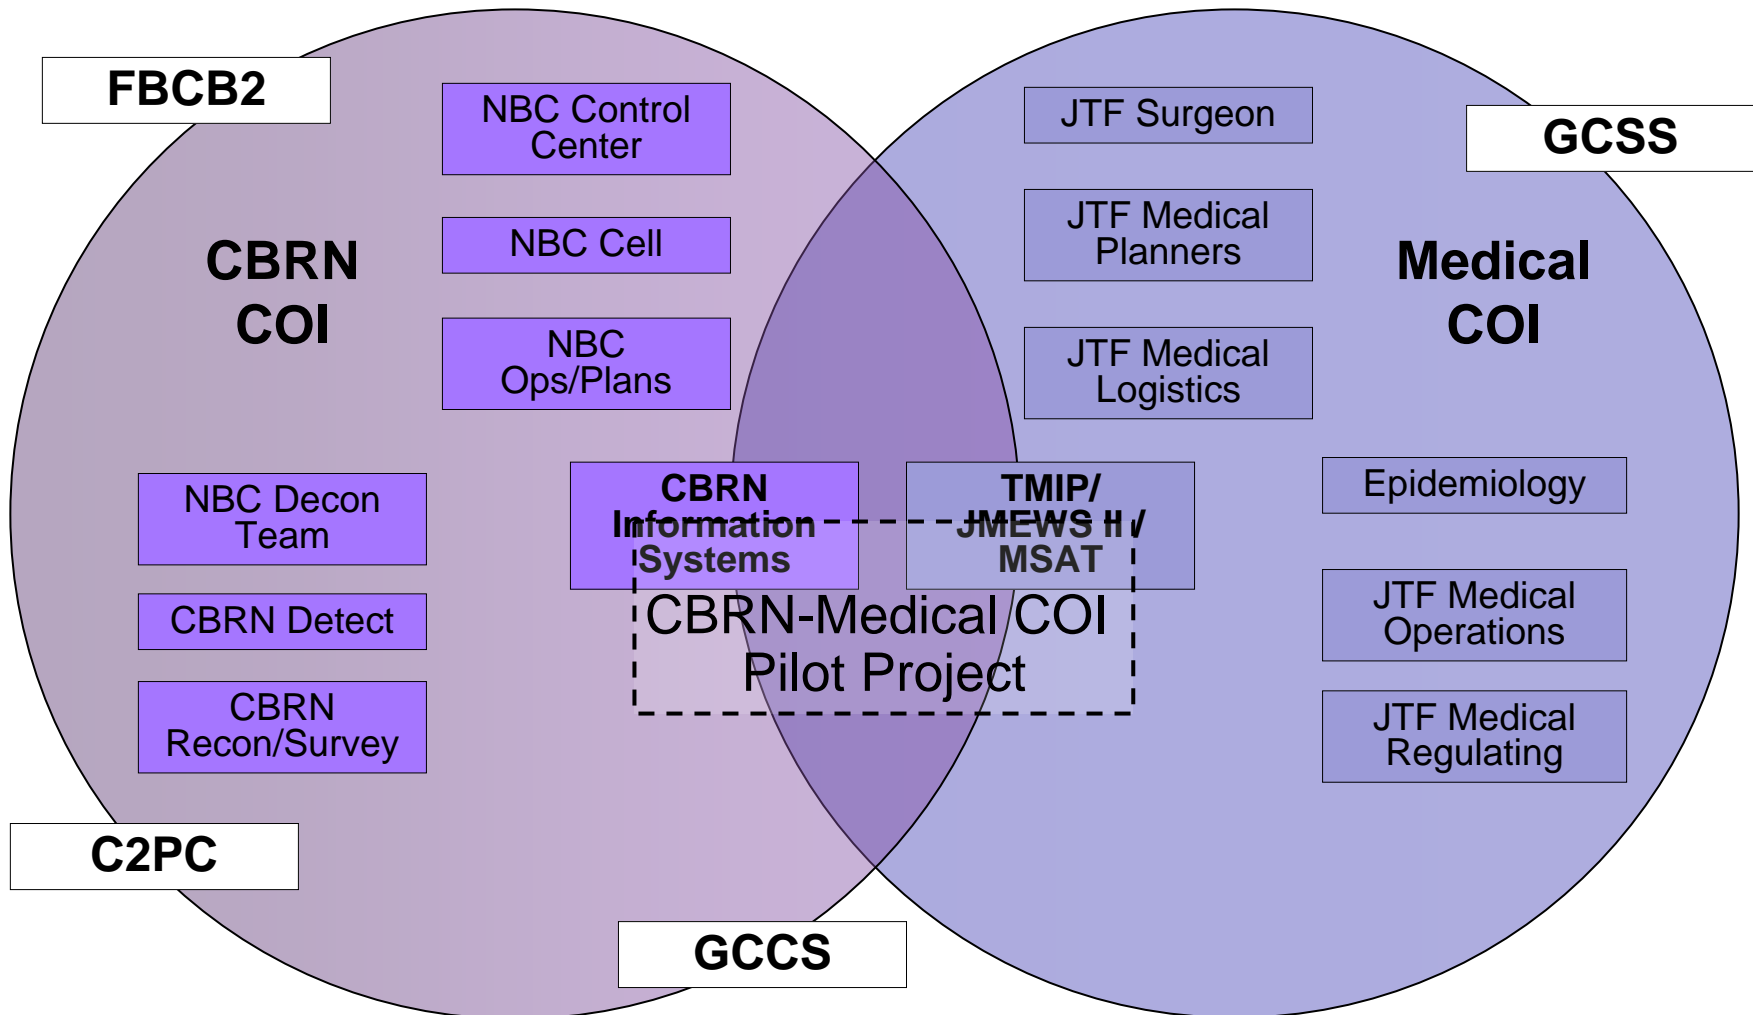 FBCB2
NBC Control
Center
JTF Surgeon
GCSS
NBC Cell
JTF Medical
Planners
CBRN
COI
Medical
COI
NBC
Ops/Plans
JTF Medical
Logistics
NBC Decon
Team
CBRN
Information
Systems
TMIP/
JMEWS II /
MSAT
Epidemiology
CBRN Detect
CBRN-Medical COI
Pilot Project
JTF Medical
Operations
CBRN
Recon/Survey
JTF Medical
Regulating
C2PC
GCCS